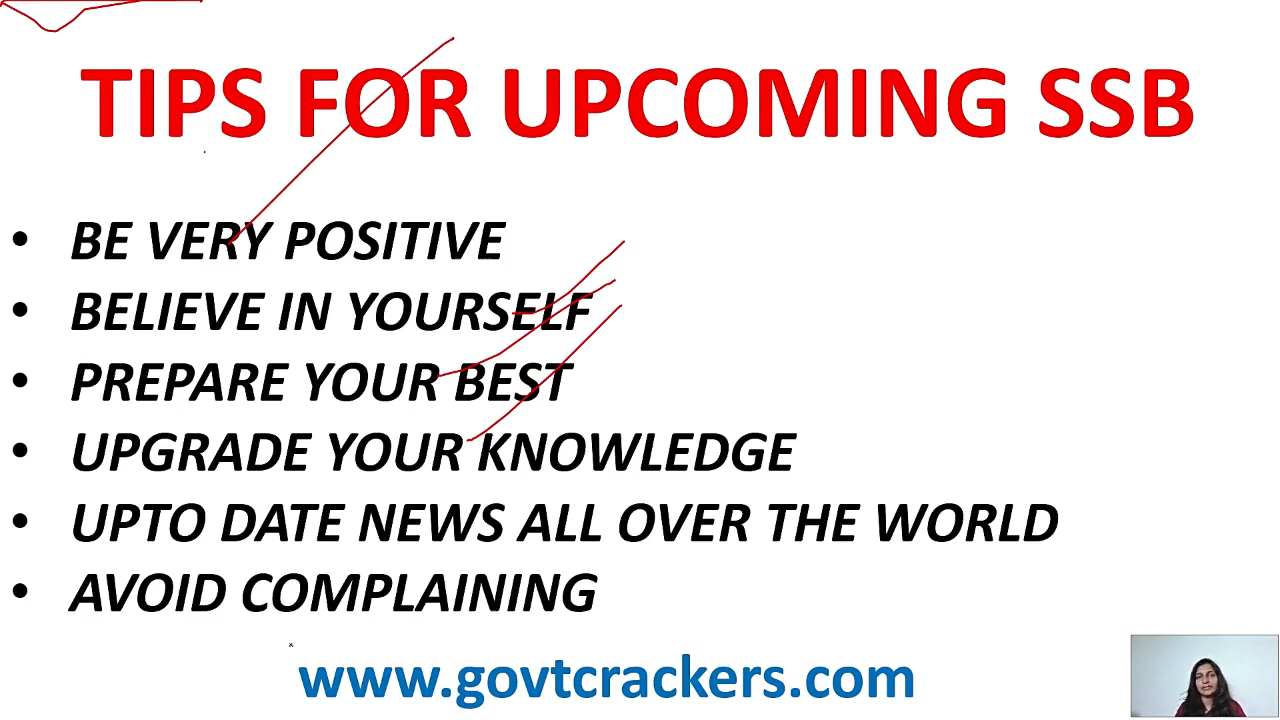 TIPS FOR UPCOMING SSB
• BE VERY POSITIVE
• BELIEVE IN YOURSELF
• PREPARE YOUR BEST
• UPGRADE YOUR KNOWLEDGE
• UPTO DATE NEWS ALL OVER THE WORLD
• AVOID COMPLAINING
www.govtcrackers.com